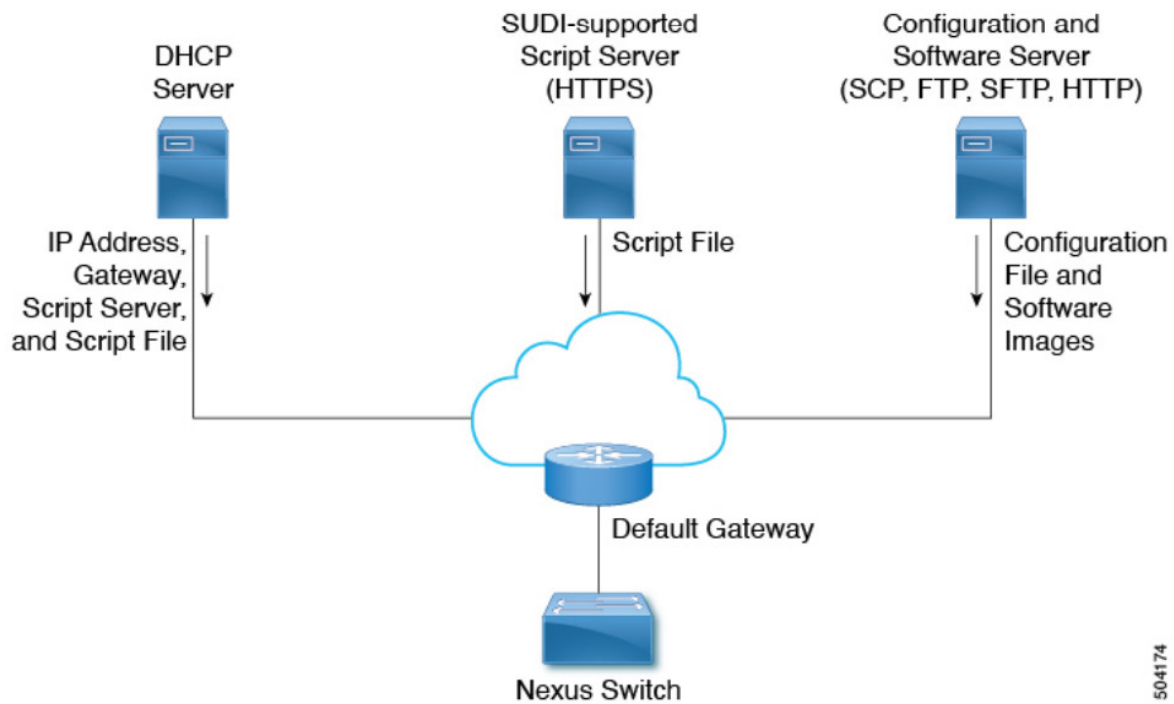 DHCP
Server
SUDI-supported
Script Server
(HTTPS)
Configuration and
Software Server
(SCP, FTP, SFTP, HTTP)
IP Address,
Gateway,
Script Server,
and Script File
Script File
Configuration
File and
Software
Images
Default Gateway
Nexus Switch
504174